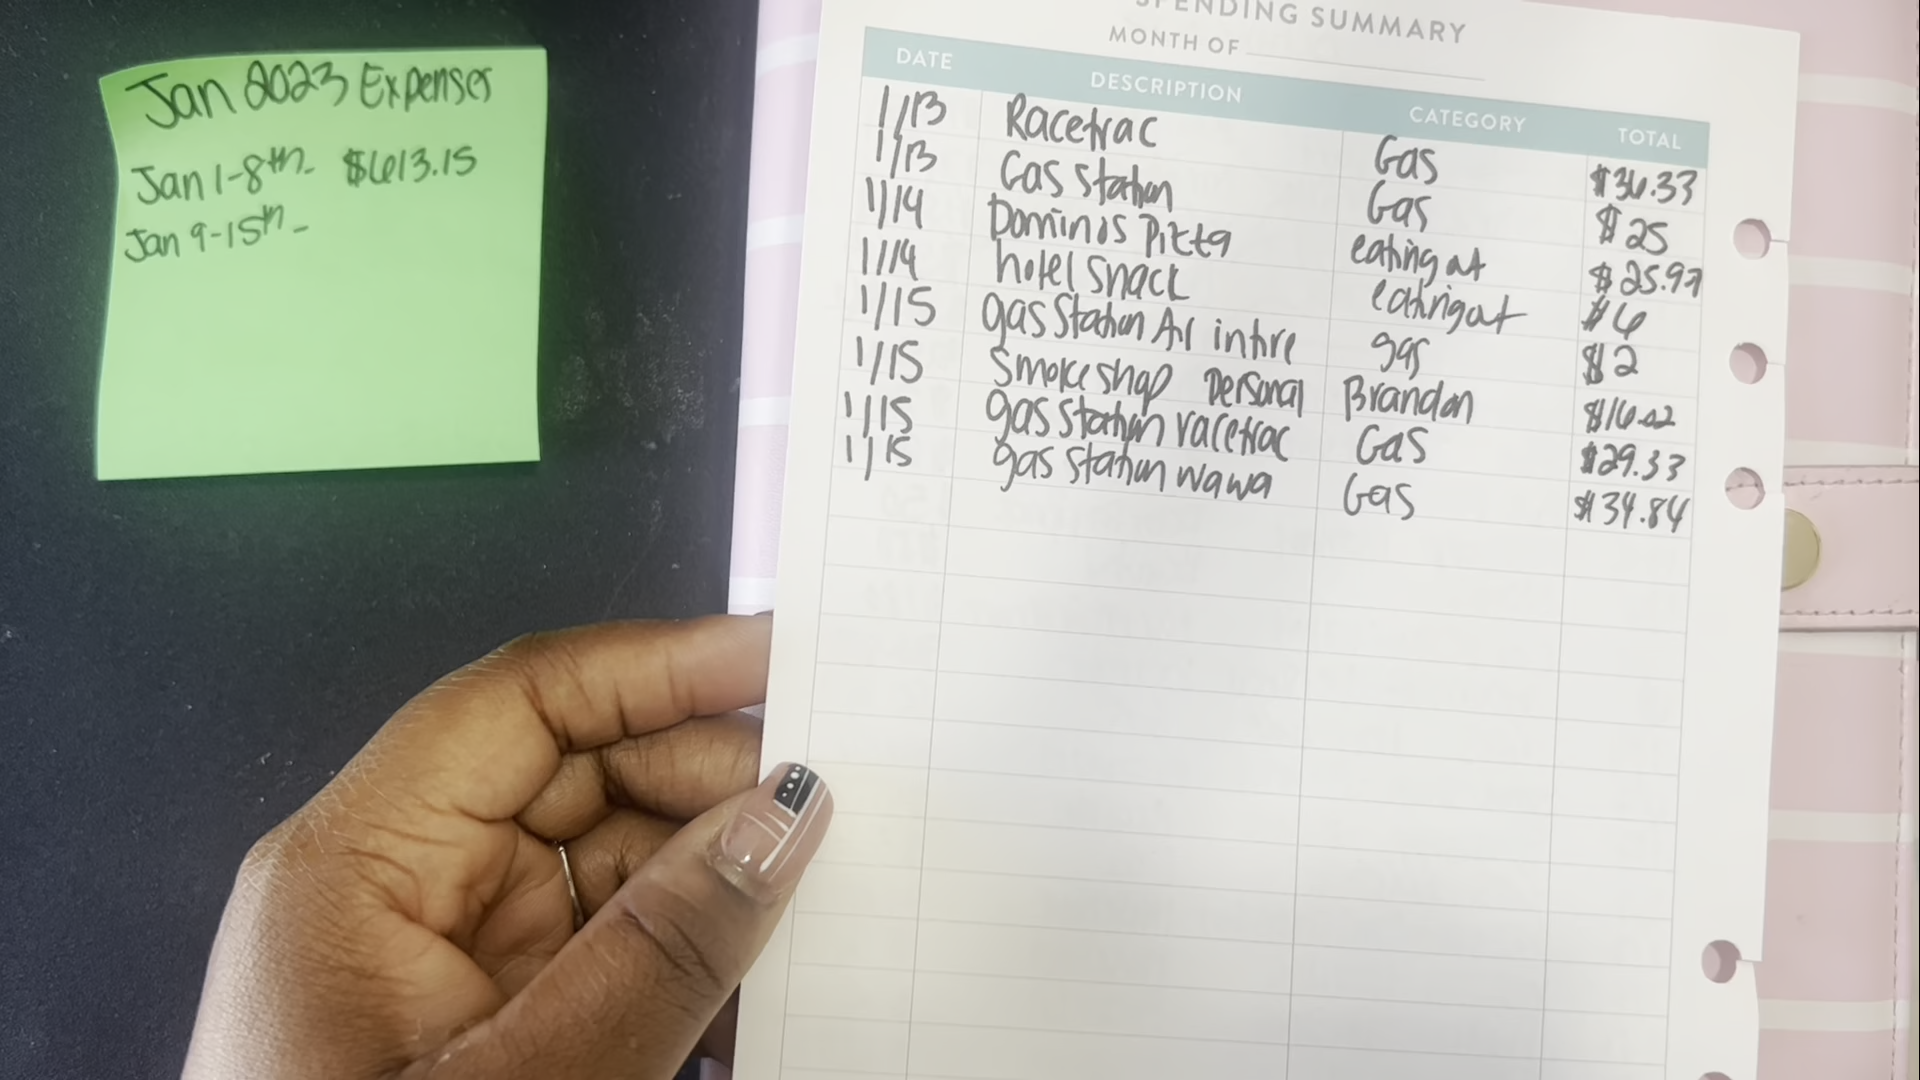 Jan 2023 Expenses
Jan 1-8th- $613.15
Jan 9-15th-
SPENDING SUMMARY
MONTH OF
DATE DESCRIPTION CATEGORY TOTAL
1/13 Racetrac Gas $36.33
1/13 Gas Station Gas $25
1/14 Dominos Pizza eating out $25.97
1/14 hotel snack eating out $6
1/15 gas Station Air in tire gas $2
1/15 Smoke shop personal Brandon $16.02
1/15 gas station racetrac Gas $29.33
1/15 gas station wawa Gas $34.84